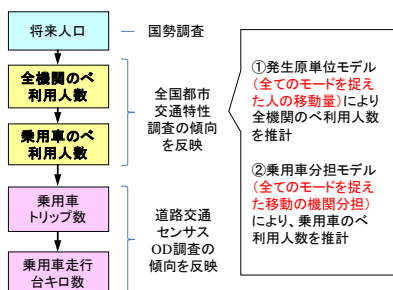 将来人口
国勢調査
全機関のべ
利用人数
乗用車のべ
利用人数
全国都市
交通特性
調査の傾向
を反映
乗用車
トリップ数
乗用車走行
台キロ数
道路交通
センサス
OD調査の
傾向を反映
①発生原単位モデル
(全てのモードを捉え
た人の移動量)により
全機関のべ利用人数
を推計
②乗用車分担モデル
(全てのモードを捉え
た移動の機関分担)
により、乗用車のべ
利用人数を推計